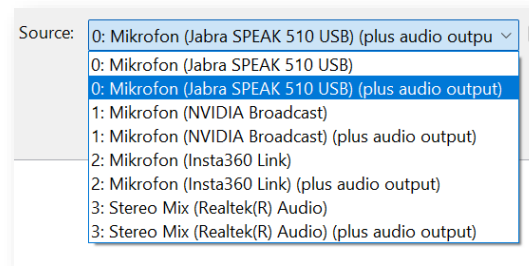 Source: 0: Mikrofon (Jabra SPEAK 510 USB) (plus audio outpu
0: Mikrofon (Jabra SPEAK 510 USB)
0: Mikrofon (Jabra SPEAK 510 USB) (plus audio output)
1: Mikrofon (NVIDIA Broadcast)
1: Mikrofon (NVIDIA Broadcast) (plus audio output)
2: Mikrofon (Insta360 Link)
2: Mikrofon (Insta360 Link) (plus audio output)
3: Stereo Mix (Realtek(R) Audio)
3: Stereo Mix (Realtek(R) Audio) (plus audio output)